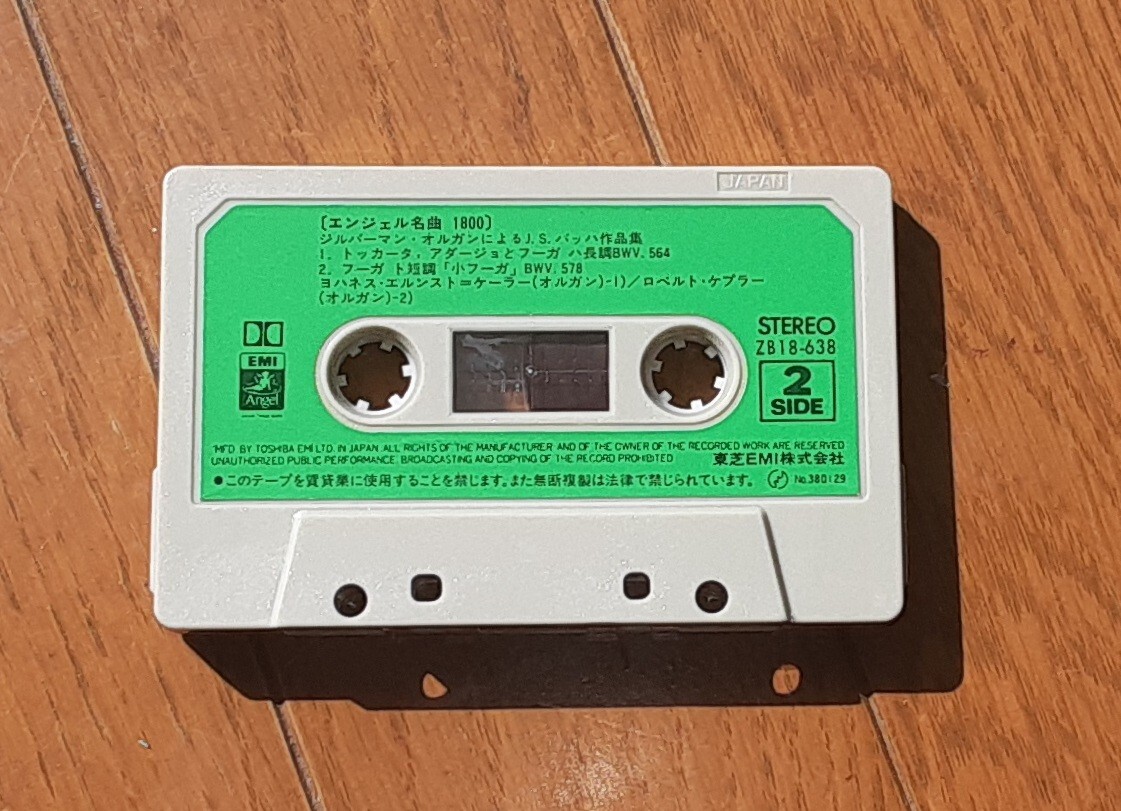 JAPAN
〔エンジェル名曲 1800〕
ジルバーマン・オルガンによるJ.S.バッハ作品集
1. トッカータ，アダージョとフーガ ハ長調BWV.564
2. フーガ ト短調「小フーガ」BWV.578
ヨハネス・エルンスト＝ケーラー(オルガン)-1)／ロベルト・ケプラー
(オルガン)-2)
STEREO
ZB18-638
EMI
Angel
2
SIDE
MFD BY TOSHIBA EMI LTD. IN JAPAN. ALL RIGHTS OF THE MANUFACTURER AND OF THE OWNER OF THE RECORDED WORK ARE RESERVED
UNAUTHORIZED PUBLIC PERFORMANCE, BROADCASTING AND COPYING OF THE RECORD PROHIBITED 東芝EMI株式会社
●このテープを賃貸業に使用することを禁じます。また無断複製は法律で禁じられています。 No.380129